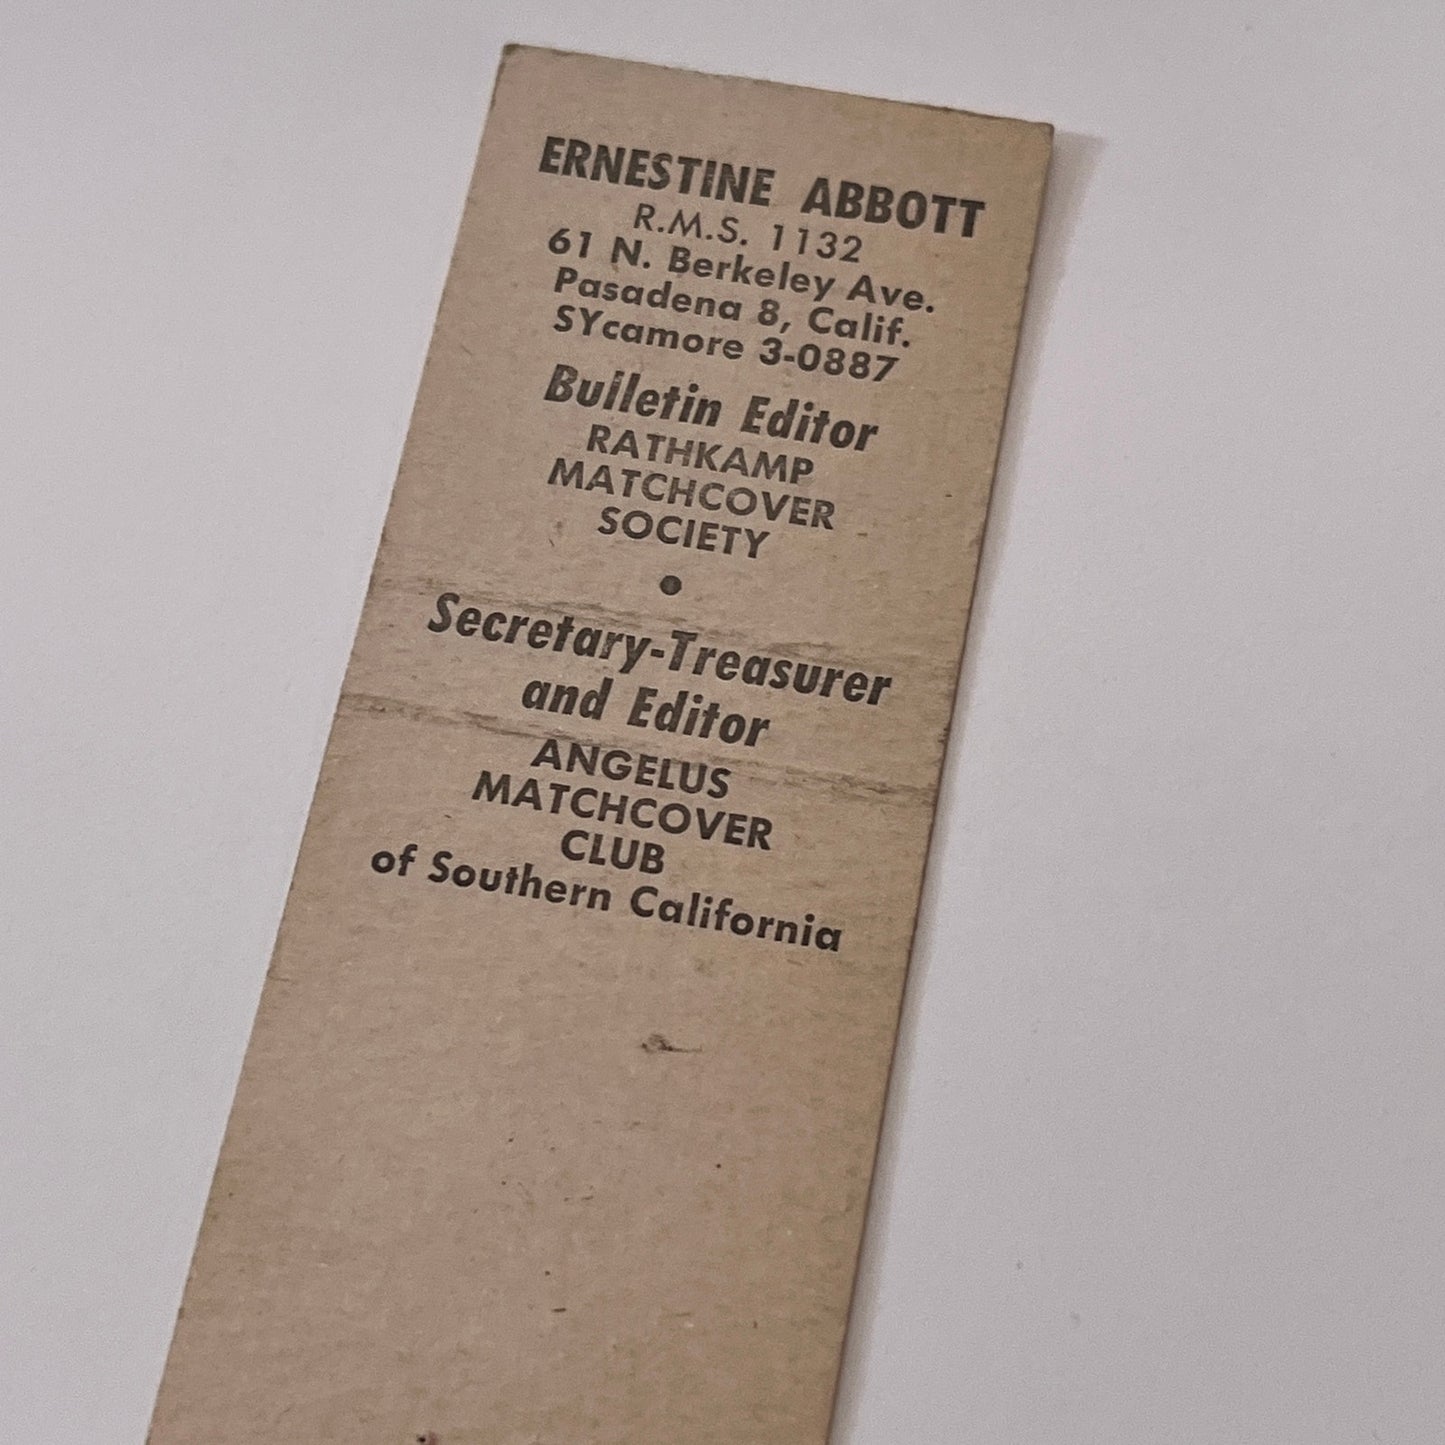 ERNESTINE ABBOTT
R.M.S. 1132
61 N. Berkeley Ave.
Pasadena 8, Calif.
SYcamore 3-0887
Bulletin Editor
RATHKAMP
MATCHCOVER
SOCIETY
•
Secretary-Treasurer
and Editor
ANGELUS
MATCHCOVER
CLUB
of Southern California